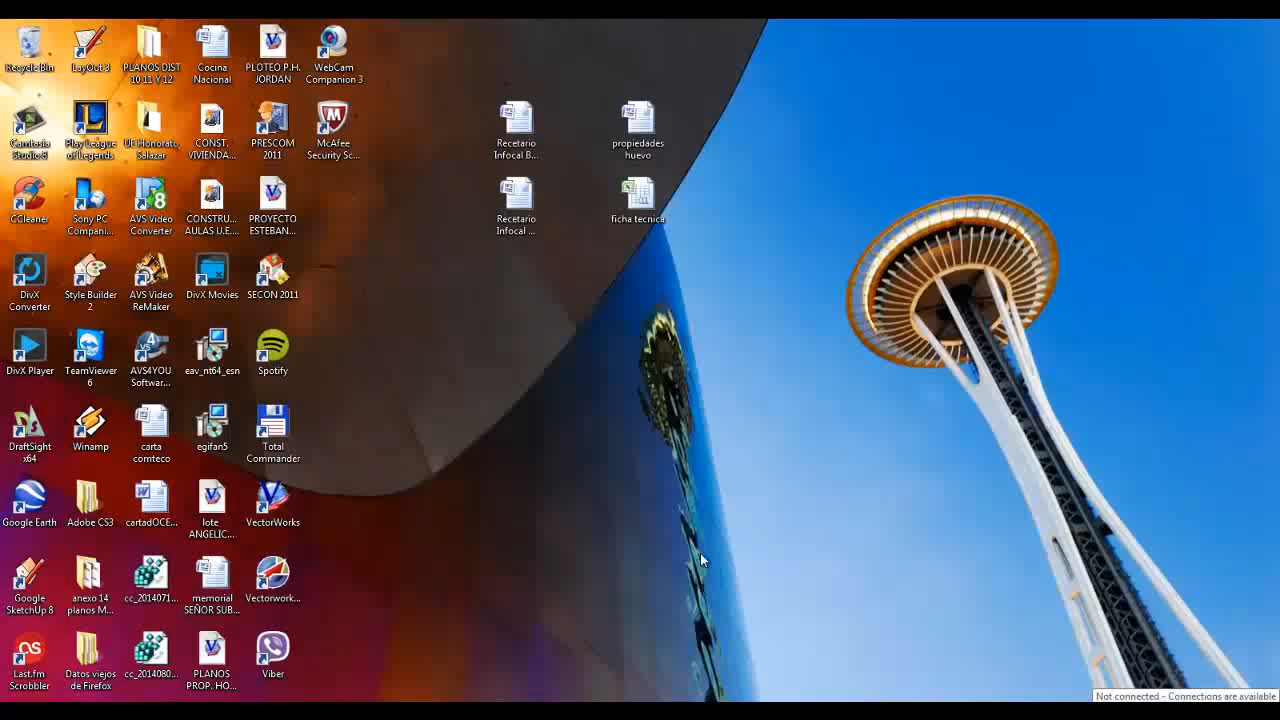 Recycle Bin
LayOut 3
PLANOS DIST
10 11 Y 12
Cocina
Nacional
PLOTEO P.H.
JORDAN
WebCam
Companion 3
Camtasia
Studio 8
Play League
of Legends
UE Honorato
Salazar
CONST.
VIVIENDA...
PRESCOM
2011
McAfee
Security Sc...
Recetario
Infocal B...
propiedades
huevo
CCleaner
Sony PC
Compani...
AVS Video
Converter
CONSTRU...
AULAS U.E....
PROYECTO
ESTEBAN...
Recetario
Infocal ...
ficha tecnica
DivX
Converter
Style Builder
2
AVS Video
ReMaker
DivX Movies
SECON 2011
DivX Player
TeamViewer
6
AVS4YOU
Softwar...
eav_nt64_esn
Spotify
DraftSight
x64
Winamp
carta
comteco
egifan5
Total
Commander
Google Earth
Adobe CS3
cartadOCE...
lote
ANGELIC...
VectorWorks
Google
SketchUp 8
anexo 14
planos M...
cc_2014071...
memorial
SEÑOR SUB...
Vectorwork...
Last.fm
Scrobbler
Datos viejos
de Firefox
cc_2014080...
PLANOS
PROP. HO...
Viber
Not connected - Connections are available